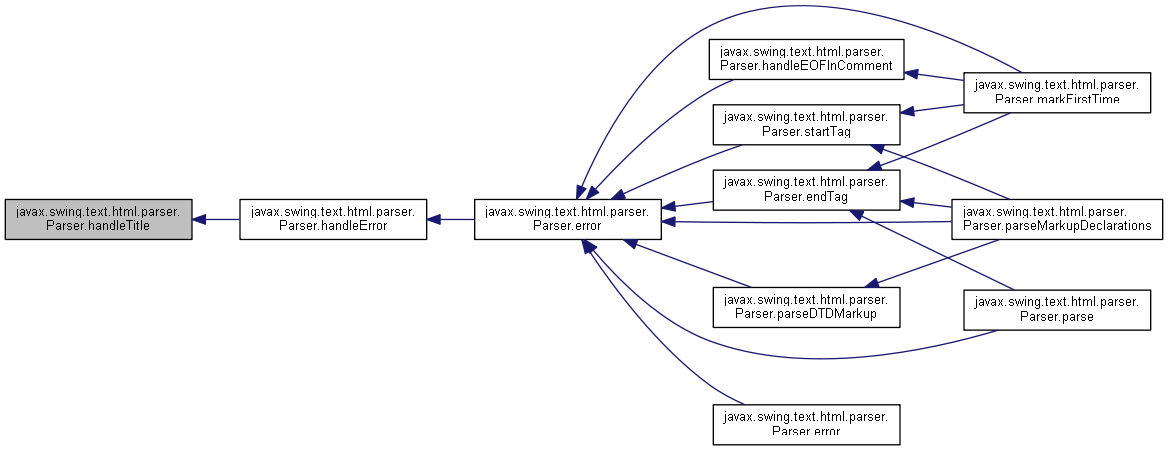 javax.swing.text.html.parser.
Parser.handleTitle
javax.swing.text.html.parser.
Parser.handleError
javax.swing.text.html.parser.
Parser.error
javax.swing.text.html.parser.
Parser.handleEOFInComment
javax.swing.text.html.parser.
Parser.startTag
javax.swing.text.html.parser.
Parser.endTag
javax.swing.text.html.parser.
Parser.parseDTDMarkup
javax.swing.text.html.parser.
Parser.error
javax.swing.text.html.parser.
Parser.markFirstTime
javax.swing.text.html.parser.
Parser.parseMarkupDeclarations
javax.swing.text.html.parser.
Parser.parse